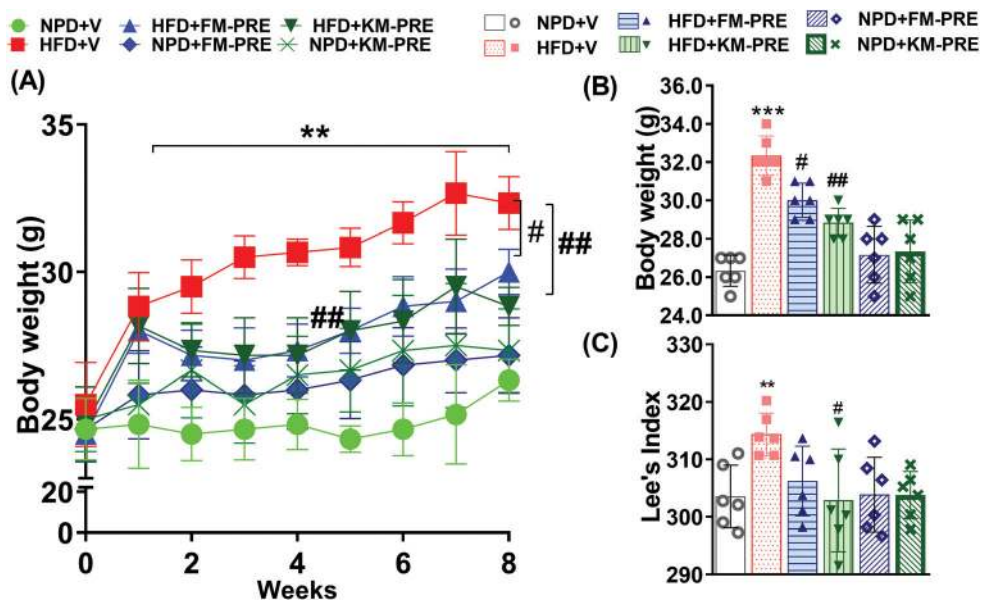 NPD+V HFD+FM-PRE HFD+KM-PRE
HFD+V NPD+FM-PRE NPD+KM-PRE
NPD+V HFD+FM-PRE NPD+FM-PRE
HFD+V HFD+KM-PRE NPD+KM-PRE
(A)
Body weight (g)
35
30
25
20
0
**
##
#
##
0 2 4 6 8
Weeks
(B)
Body weight (g)
36.0
34.0
32.0
30.0
28.0
26.0
24.0
***
#
##
(C)
Lee's Index
330
320
310
300
290
**
#